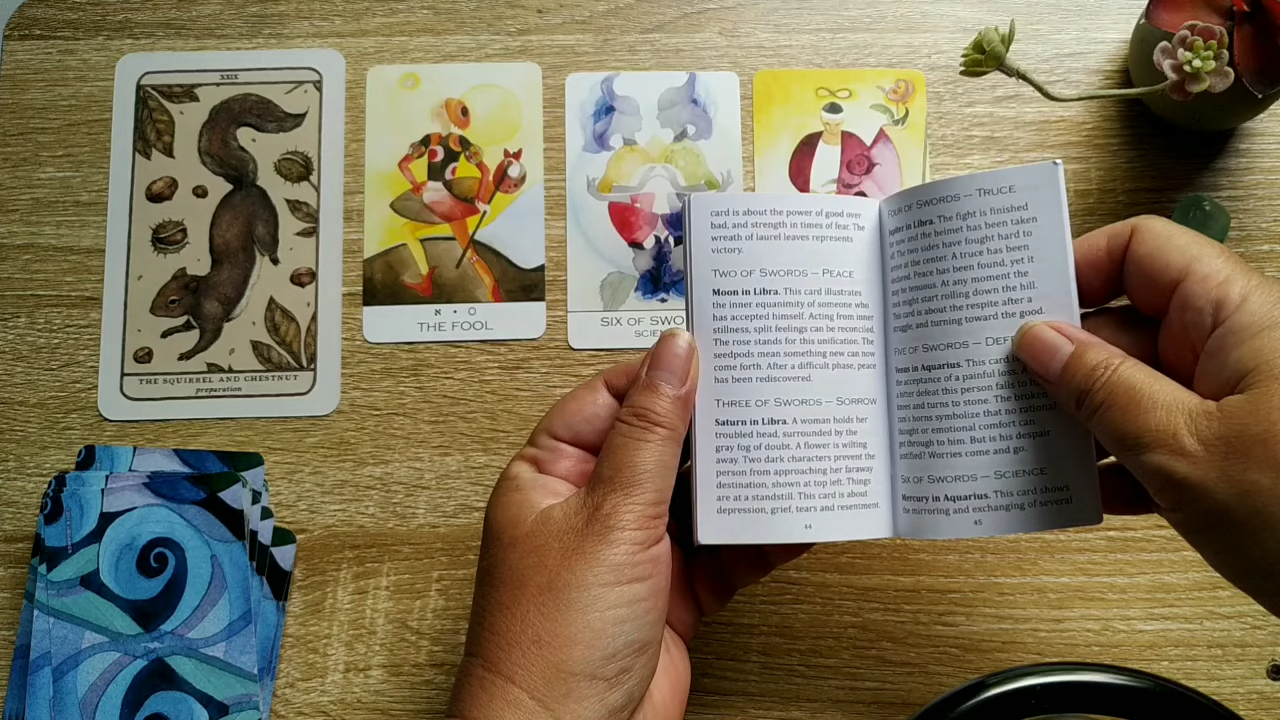 XXIX
THE SQUIRREL AND CHESTNUT
preparation
א • O
THE FOOL
SIX OF SWO
SCIEN
card is about the power of good over
bad, and strength in times of fear. The
wreath of laurel leaves represents
victory.
TWO OF SWORDS – PEACE
Moon in Libra. This card illustrates
the inner equanimity of someone who
has accepted himself. Acting from inner
stillness, split feelings can be reconciled.
The rose stands for this unification. The
seedpods mean something new can now
come forth. After a difficult phase, peace
has been rediscovered.
THREE OF SWORDS – SORROW
Saturn in Libra. A woman holds her
troubled head, surrounded by the
gray fog of doubt. A flower is wilting
away. Two dark characters prevent the
person from approaching her faraway
destination, shown at top left. Things
are at a standstill. This card is about
depression, grief, tears and resentment.
44
FOUR OF SWORDS – TRUCE
Jupiter in Libra. The fight is finished
for now and the helmet has been taken
off. The two sides have fought hard to
arrive at the center. A truce has been
declared. Peace has been found, yet it
may be tenuous. At any moment the
rock might start rolling down the hill.
This card is about the respite after a
struggle, and turning toward the good.
FIVE OF SWORDS – DEF
Venus in Aquarius. This card is
the acceptance of a painful loss. A
a bitter defeat this person falls to h
knees and turns to stone. The broken
ram's horns symbolize that no rational
thought or emotional comfort can
get through to him. But is his despair
justified? Worries come and go.
SIX OF SWORDS – SCIENCE
Mercury in Aquarius. This card shows
the mirroring and exchanging of several
45